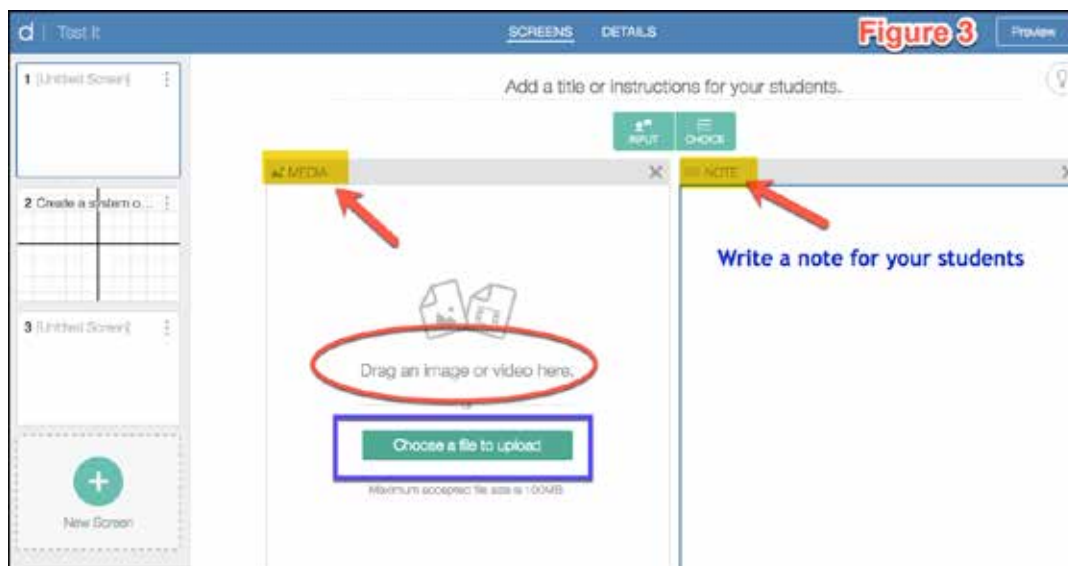 d | Test It
SCREENS DETAILS
Figure 3
Preview
1 [Untitled Screen]
Add a title or instructions for your students.
INPUT
CHOICE
MEDIA
NOTE
2 Create a system o...
Write a note for your students
3 [Untitled Screen]
Drag an image or video here.
or
Choose a file to upload
Maximum accepted file size is 100MB
New Screen